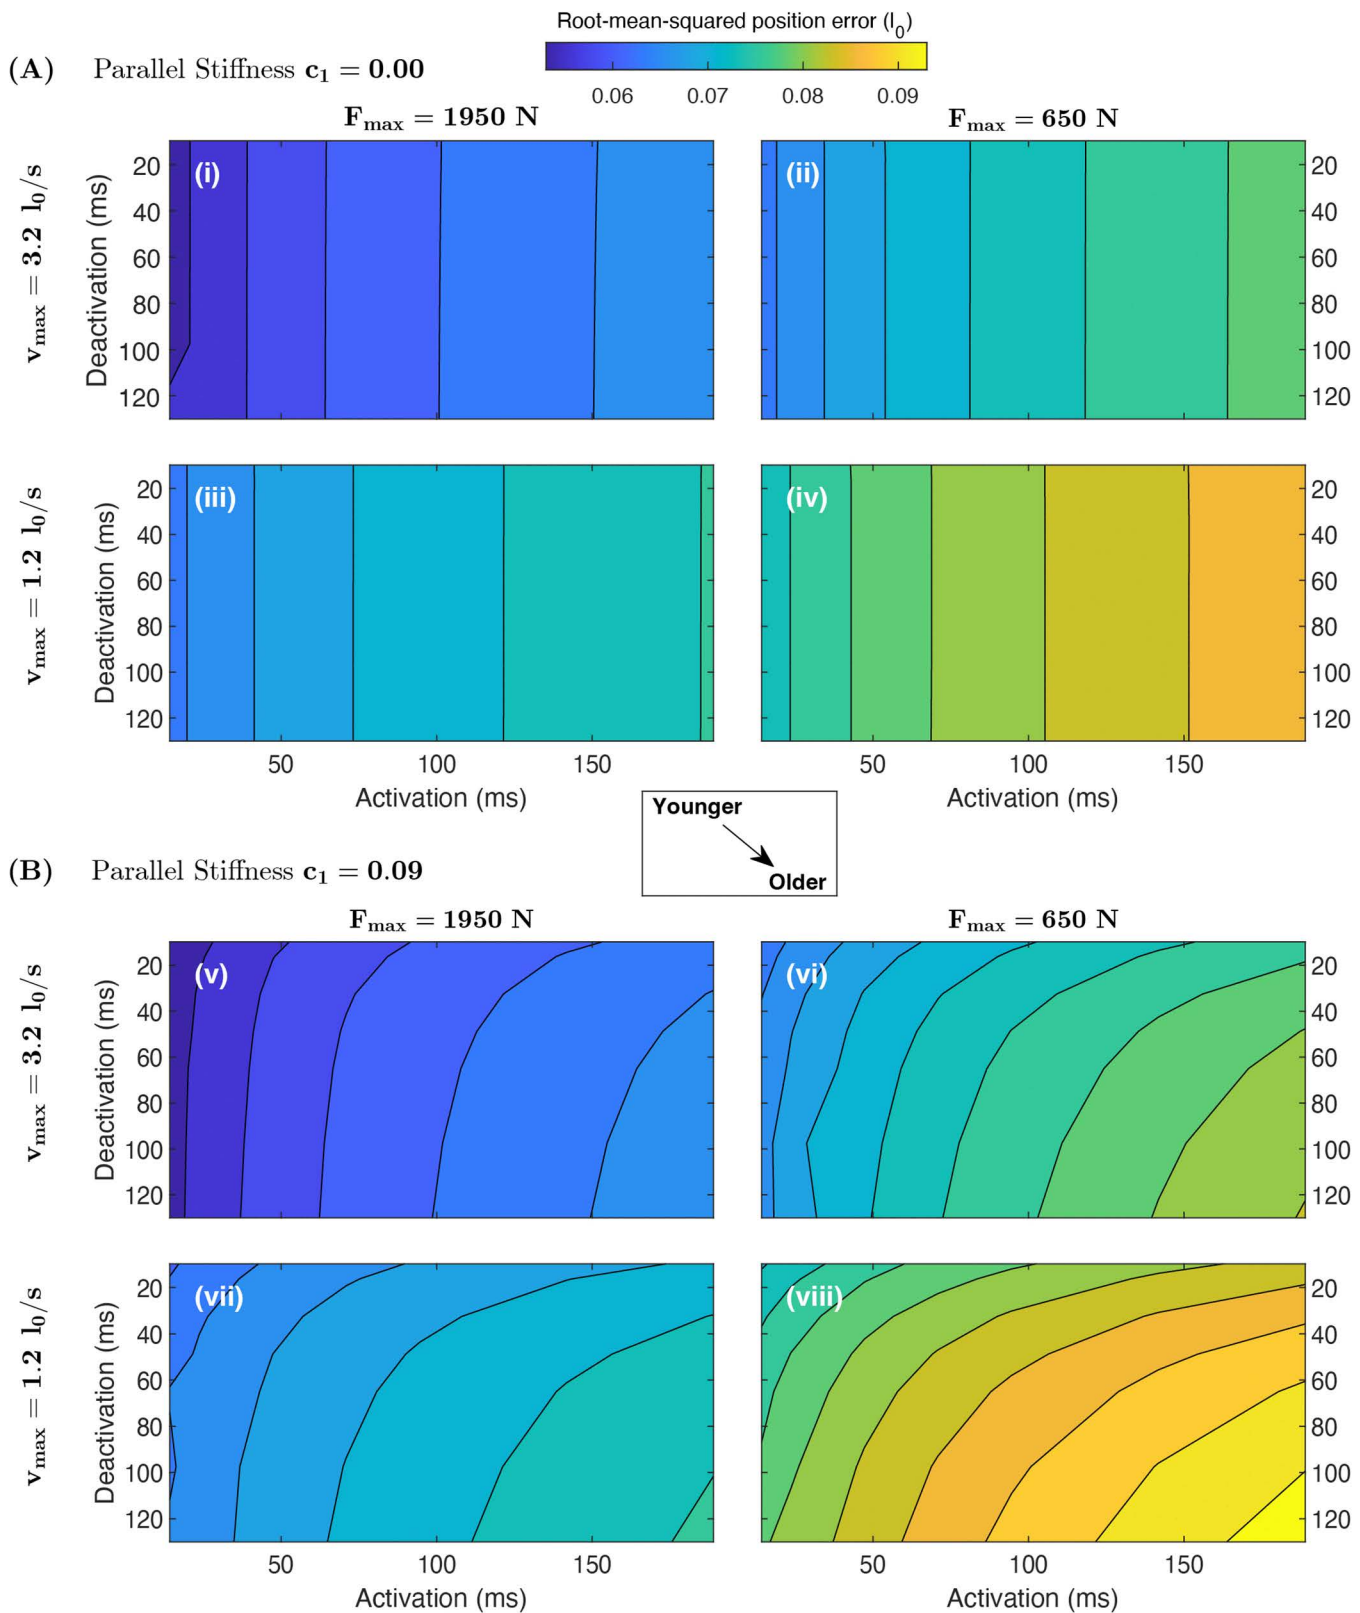 Root-mean-squared position error (l0)
0.06 0.07 0.08 0.09
(A) Parallel Stiffness c1 = 0.00
Fmax = 1950 N
Fmax = 650 N
vmax = 3.2 l0/s
Deactivation (ms)
20
40
60
80
100
120
(i)
(ii)
20
40
60
80
100
120
vmax = 1.2 l0/s
Deactivation (ms)
20
40
60
80
100
120
(iii)
(iv)
20
40
60
80
100
120
50 100 150
50 100 150
Activation (ms)
Activation (ms)
Younger
Older
(B) Parallel Stiffness c1 = 0.09
Fmax = 1950 N
Fmax = 650 N
vmax = 3.2 l0/s
Deactivation (ms)
20
40
60
80
100
120
(v)
(vi)
20
40
60
80
100
120
vmax = 1.2 l0/s
Deactivation (ms)
20
40
60
80
100
120
(vii)
(viii)
20
40
60
80
100
120
50 100 150
50 100 150
Activation (ms)
Activation (ms)